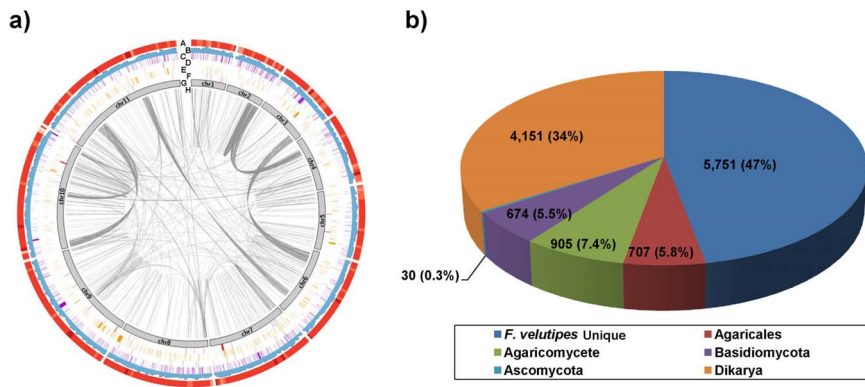 a)
A
B
C
D
E
F
G
H
chr1
chr2
chr3
chr4
chr5
chr6
chr7
chr8
chr9
chr10
chr11
b)
4,151 (34%)
5,751 (47%)
674 (5.5%)
905 (7.4%)
707 (5.8%)
30 (0.3%)
F. velutipes Unique
Agaricales
Agaricomycete
Basidiomycota
Ascomycota
Dikarya